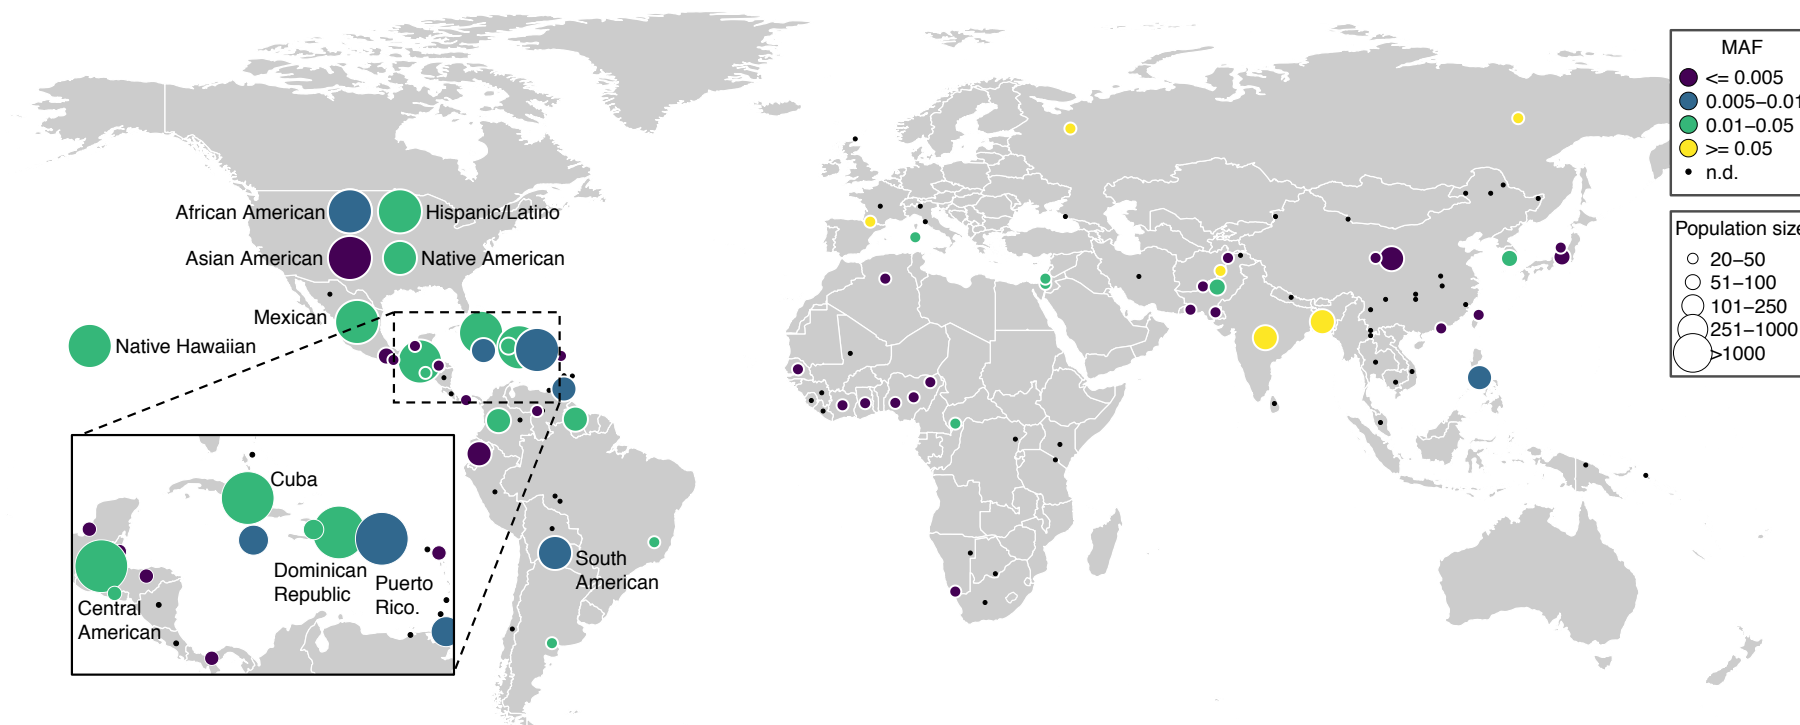 MAF
<= 0.005
0.005–0.01
0.01–0.05
>= 0.05
n.d.
Population size
20–50
51–100
101–250
251–1000
>1000
African American
Hispanic/Latino
Asian American
Native American
Mexican
Native Hawaiian
Cuba
Dominican
Republic
Puerto
Rico.
Central
American
South
American